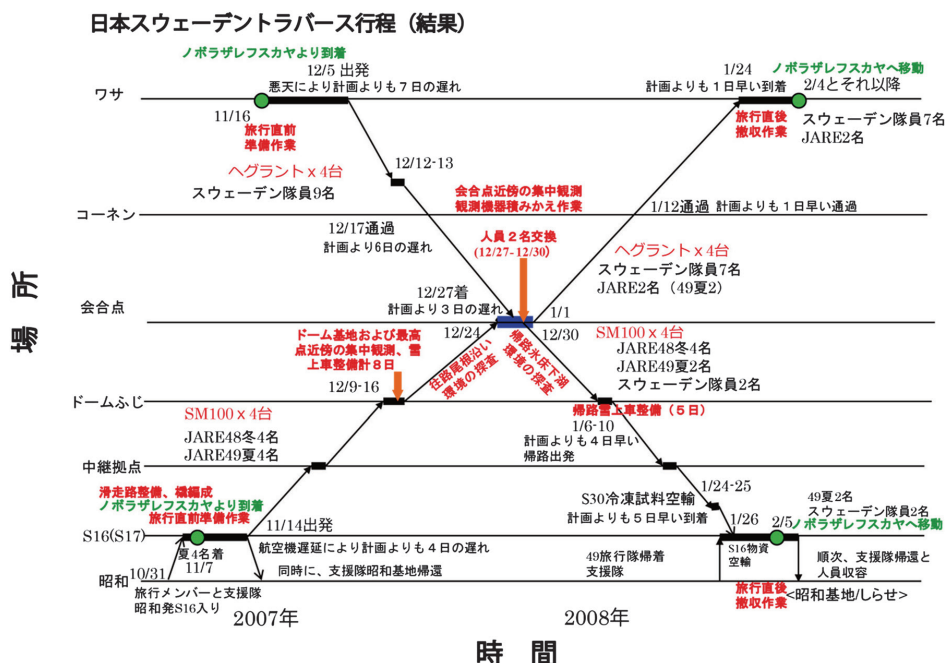 日本スウェーデントラバース行程（結果）
ノボラザレフスカヤより到着
12/5 出発
悪天により計画よりも７日の遅れ
1/24
計画よりも１日早い到着
ノボラザレフスカヤへ移動
2/4とそれ以降
ワサ
11/16
旅行直前
準備作業
旅行直後
撤収作業
スウェーデン隊員7名
JARE2名
ヘグラント x 4台
スウェーデン隊員9名
12/12-13
会合点近傍の集中観測
観測機器積みかえ作業
コーネン
12/17通過
計画より6日の遅れ
1/12通過 計画よりも１日早い通過
人員２名交換
(12/27-12/30)
ヘグラント x 4台
スウェーデン隊員7名
JARE2名（49夏2）
12/27着
計画より３日の遅れ
会合点
1/1
12/24
12/30
ドーム基地および最高
点近傍の集中観測、雪
上車整備計８日
往路尾根沿い
環境の探査
帰路氷床下湖
環境の探査
SM100 x 4台
JARE48冬4名
JARE49夏2名
スウェーデン隊員2名
12/9-16
ドームふじ
帰路雪上車整備（５日）
SM100 x 4台
JARE48冬4名
JARE49夏4名
1/6-10
計画よりも４日早い
帰路出発
中継拠点
滑走路整備、橇編成
ノボラザレフスカヤより到着
旅行直前準備作業
S30冷凍試料空輸
計画よりも5日早い到着
1/24-25
1/26
49夏2名
スウェーデン隊員2名
2/5
ノボラザレフスカヤへ移動
S16(S17)
11/14出発
航空機遅延により計画よりも４日の遅れ
夏4名着
11/7
S16物資
空輸
同時に、支援隊昭和基地帰還
49旅行隊帰着
支援隊
順次、支援隊帰還と
人員収容
昭和
10/31
旅行メンバーと支援隊
昭和発S16入り
旅行直後
撤収作業
<昭和基地/しらせ>
2007年
2008年
場 所
時 間